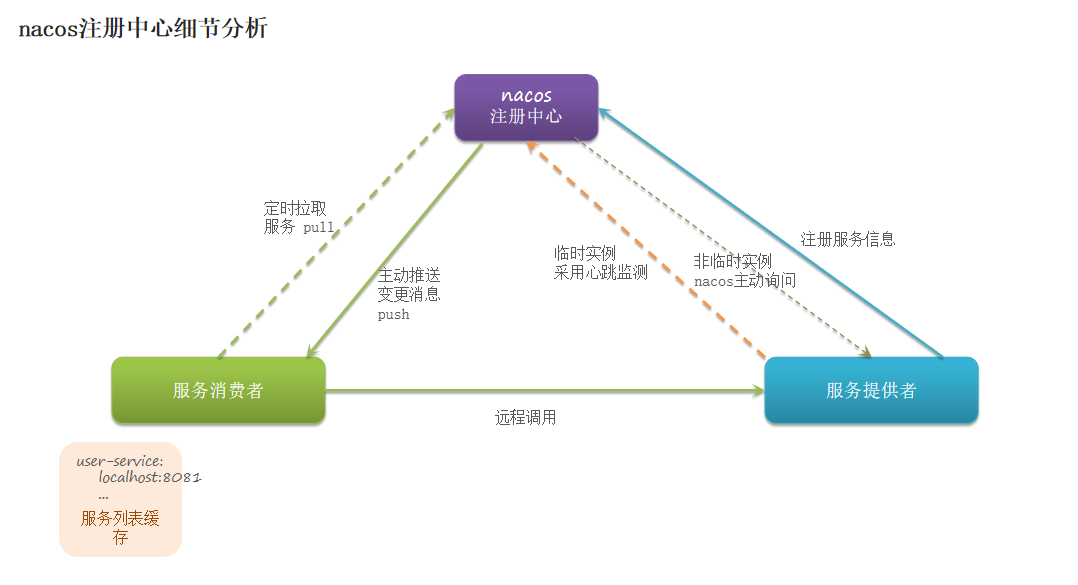 nacos注册中心细节分析
nacos
注册中心
定时拉取
服务 pull
主动推送
变更消息
push
临时实例
采用心跳监测
非临时实例
nacos主动询问
注册服务信息
服务消费者
服务提供者
远程调用
user-service:
localhost:8081
...
服务列表缓
存